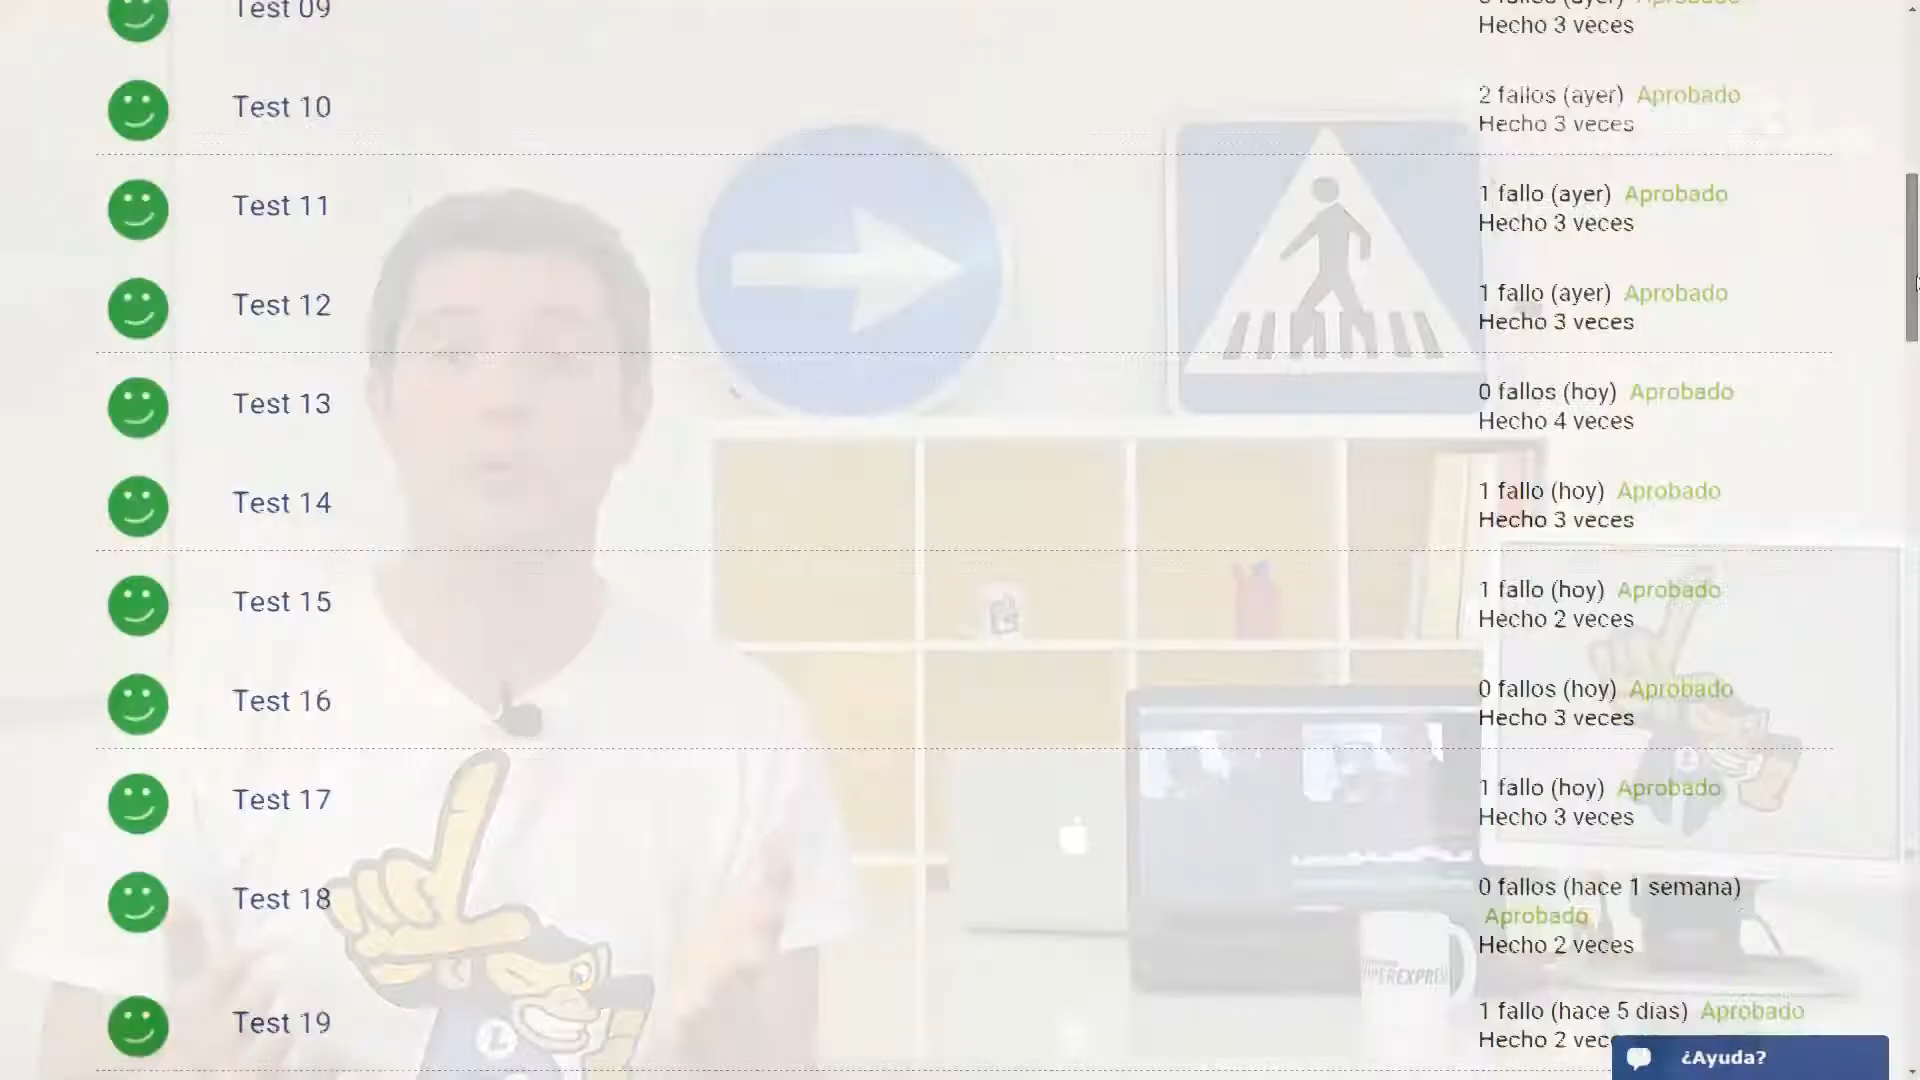 Test 09
Hecho 3 veces
Test 10
2 fallos (ayer) Aprobado
Hecho 3 veces
Test 11
1 fallo (ayer) Aprobado
Hecho 3 veces
Test 12
1 fallo (ayer) Aprobado
Hecho 3 veces
Test 13
0 fallos (hoy) Aprobado
Hecho 4 veces
Test 14
1 fallo (hoy) Aprobado
Hecho 3 veces
Test 15
1 fallo (hoy) Aprobado
Hecho 2 veces
Test 16
0 fallos (hoy) Aprobado
Hecho 3 veces
Test 17
1 fallo (hoy) Aprobado
Hecho 3 veces
Test 18
0 fallos (hace 1 semana)
Aprobado
Hecho 2 veces
Test 19
1 fallo (hace 5 dias) Aprobado
Hecho 2
¿Ayuda?
L